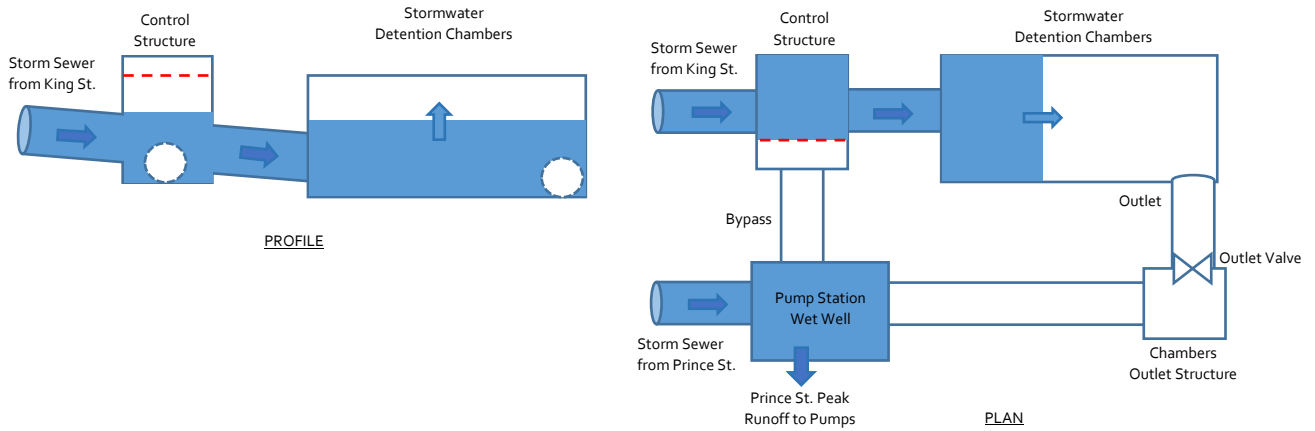 Control
Structure
Stormwater
Detention Chambers
Storm Sewer
from King St.
PROFILE
Control
Structure
Stormwater
Detention Chambers
Storm Sewer
from King St.
Bypass
Outlet
Outlet Valve
Pump Station
Wet Well
Storm Sewer
from Prince St.
Chambers
Outlet Structure
Prince St. Peak
Runoff to Pumps
PLAN